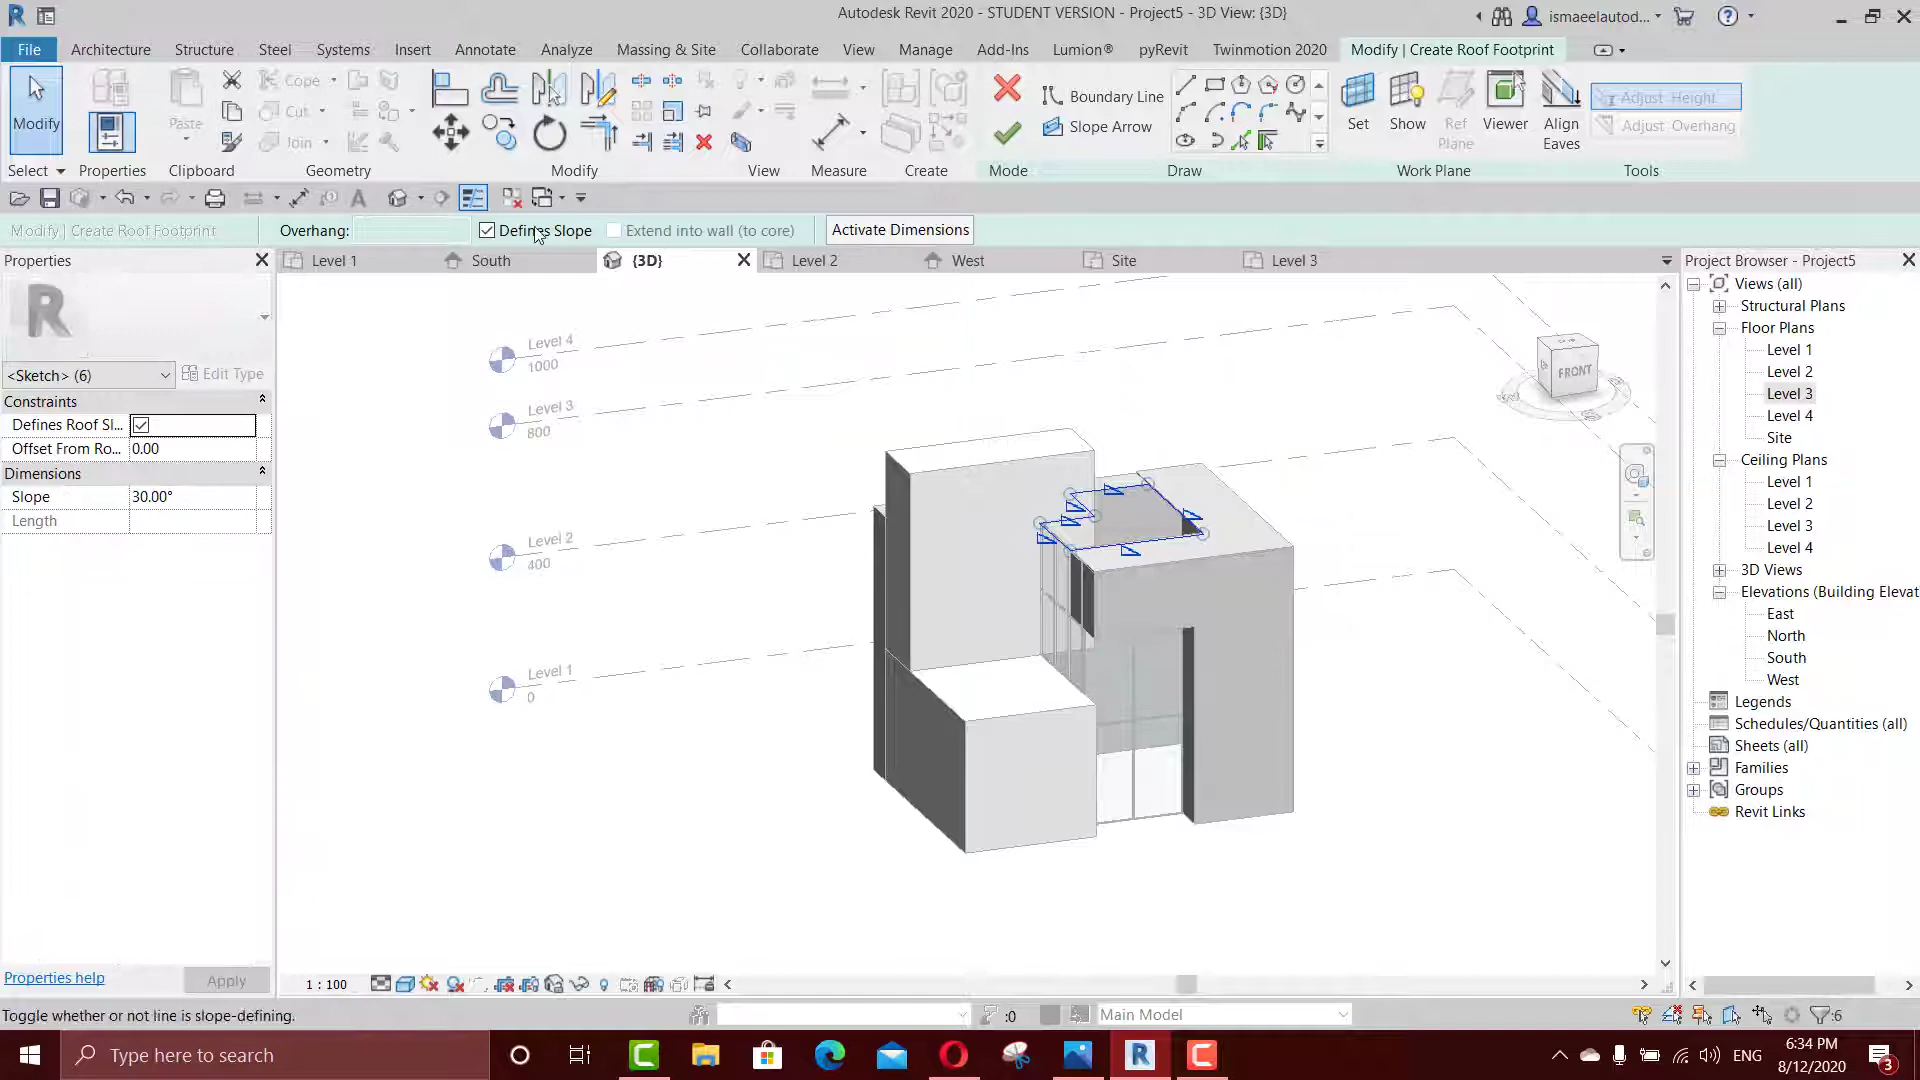 Autodesk Revit 2020 - STUDENT VERSION - Project5 - 3D View: {3D}
ismaeelautod...
File
Architecture
Structure
Steel
Systems
Insert
Annotate
Analyze
Massing & Site
Collaborate
View
Manage
Add-Ins
Lumion®
pyRevit
Twinmotion 2020
Modify | Create Roof Footprint
Modify
Paste
Cope
Cut
Join
Boundary Line
Slope Arrow
Set
Show
Ref
Plane
Viewer
Align
Eaves
Adjust Height
Adjust Overhang
Select
Properties
Clipboard
Geometry
Modify
View
Measure
Create
Mode
Draw
Work Plane
Tools
Modify | Create Roof Footprint
Overhang:
Defines Slope
Extend into wall (to core)
Activate Dimensions
Properties
Level 1
South
{3D}
Level 2
West
Site
Level 3
Project Browser - Project5
<Sketch> (6)
Edit Type
Constraints
Defines Roof Sl...
Offset From Ro... 0.00
Dimensions
Slope 30.00°
Length
Properties help
Apply
Level 4
1000
Level 3
800
Level 2
400
Level 1
0
FRONT
Views (all)
Structural Plans
Floor Plans
Level 1
Level 2
Level 3
Level 4
Site
Ceiling Plans
Level 1
Level 2
Level 3
Level 4
3D Views
Elevations (Building Elevat
East
North
South
West
Legends
Schedules/Quantities (all)
Sheets (all)
Families
Groups
Revit Links
1 : 100
Toggle whether or not line is slope-defining.
:0
Main Model
:6
Type here to search
ENG
6:34 PM
8/12/2020
3